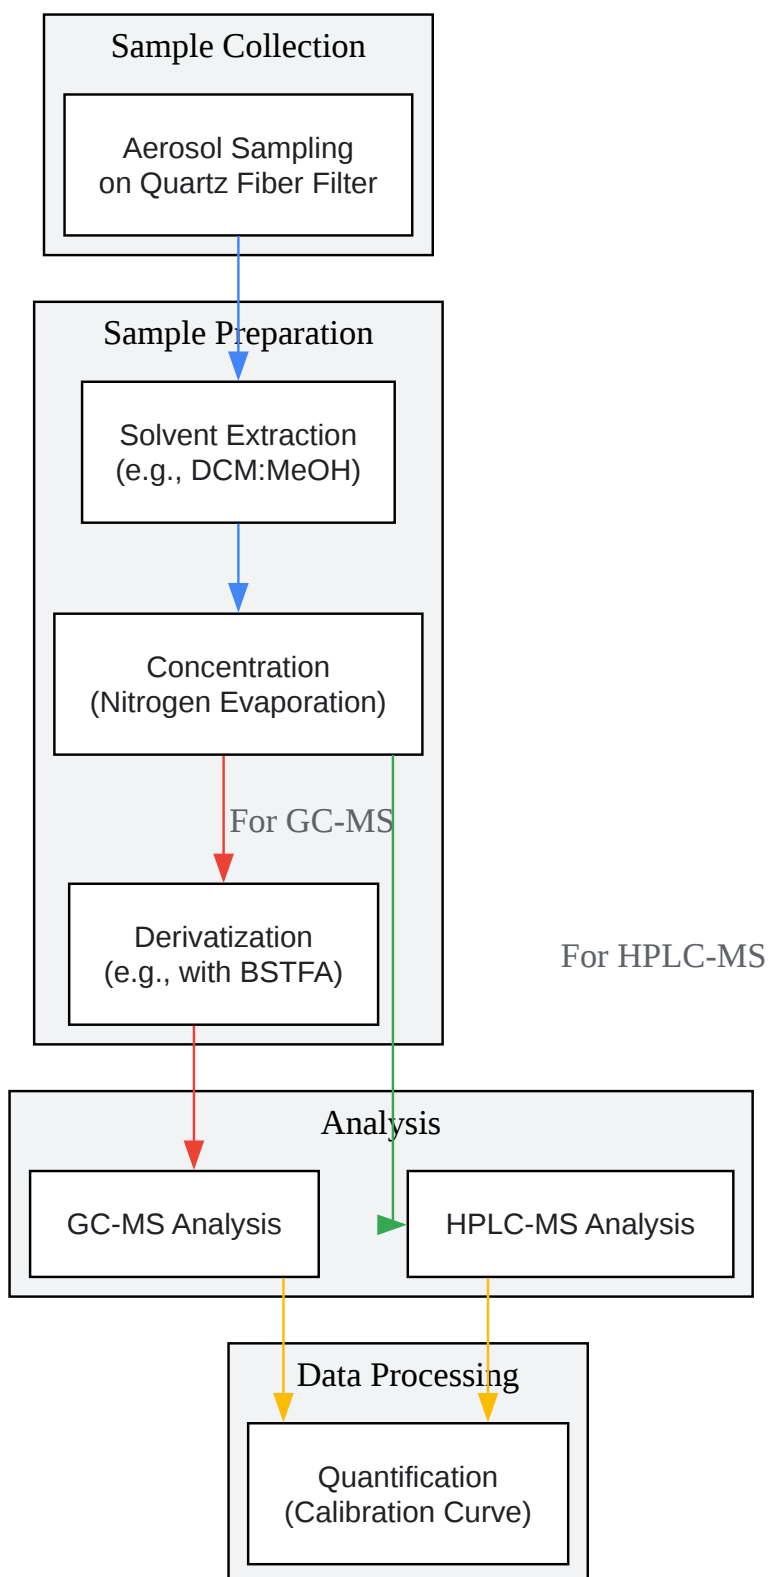 Sample Collection
Aerosol Sampling
on Quartz Fiber Filter
Sample Preparation
Solvent Extraction
(e.g., DCM:MeOH)
Concentration
(Nitrogen Evaporation)
For GC-MS
Derivatization
(e.g., with BSTFA)
For HPLC-MS
Analysis
GC-MS Analysis
HPLC-MS Analysis
Data Processing
Quantification
(Calibration Curve)